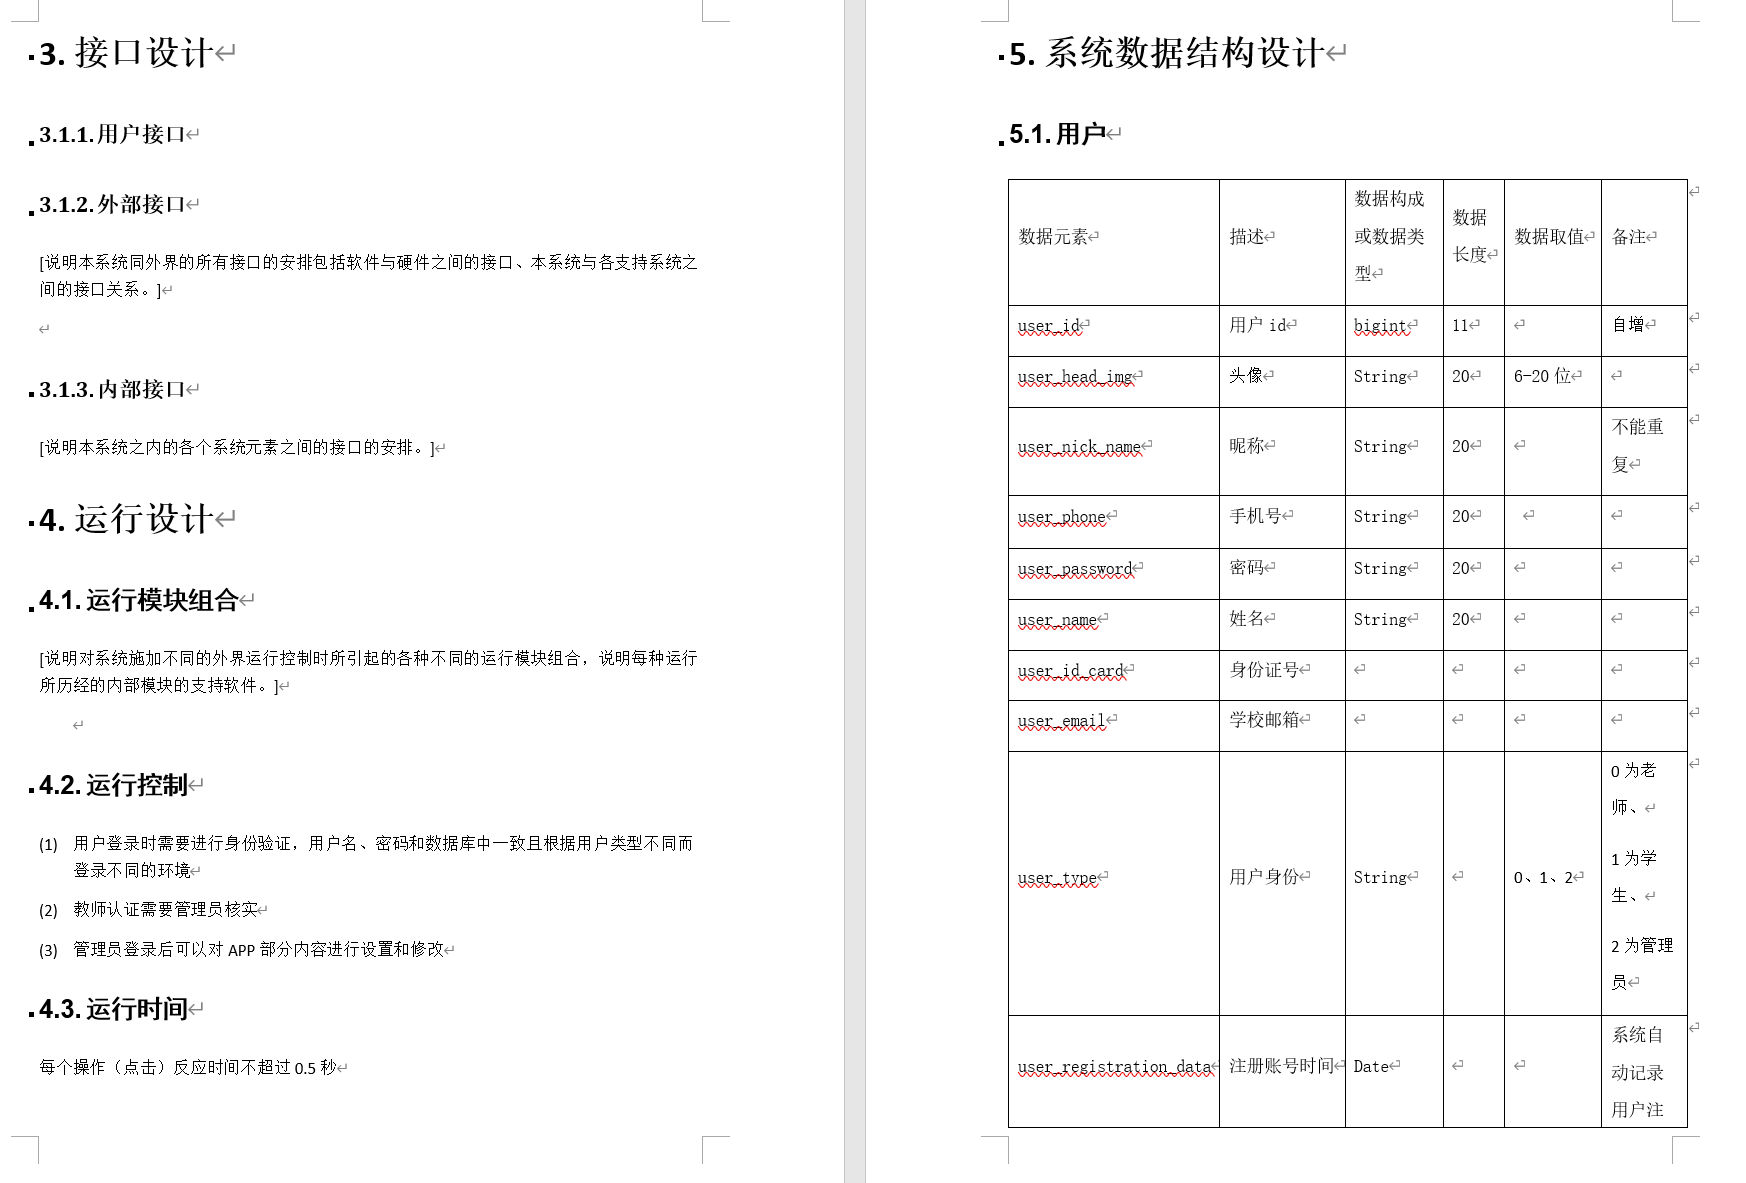 3. 接口设计
3.1.1.用户接口
3.1.2.外部接口
[说明本系统同外界的所有接口的安排包括软件与硬件之间的接口、本系统与各支持系统之
间的接口关系。]
3.1.3.内部接口
[说明本系统之内的各个系统元素之间的接口的安排。]
4. 运行设计
4.1. 运行模块组合
[说明对系统施加不同的外界运行控制时所引起的各种不同的运行模块组合，说明每种运行
所历经的内部模块的支持软件。]
4.2. 运行控制
(1) 用户登录时需要进行身份验证，用户名、密码和数据库中一致且根据用户类型不同而
登录不同的环境
(2) 教师认证需要管理员核实
(3) 管理员登录后可以对 APP 部分内容进行设置和修改
4.3. 运行时间
每个操作（点击）反应时间不超过 0.5 秒
5. 系统数据结构设计
5.1. 用户
数据元素 描述 数据构成或数据类型 数据长度 数据取值 备注
user_id 用户 id bigint 11 自增
user_head_img 头像 String 20 6-20 位
user_nick_name 昵称 String 20 不能重复
user_phone 手机号 String 20
user_password 密码 String 20
user_name 姓名 String 20
user_id_card 身份证号
user_email 学校邮箱
user_type 用户身份 String 0、1、2 0 为老师、 1 为学生、 2 为管理员
user_registration_data 注册账号时间 Date 系统自动记录用户注